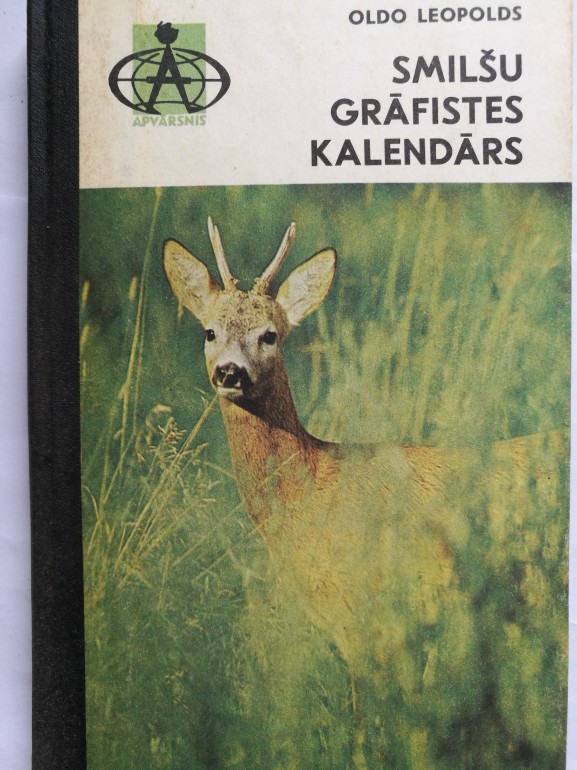 OLDO LEOPOLDS
SMILŠU
GRĀFISTES
KALENDĀRS
APVĀRSNIS